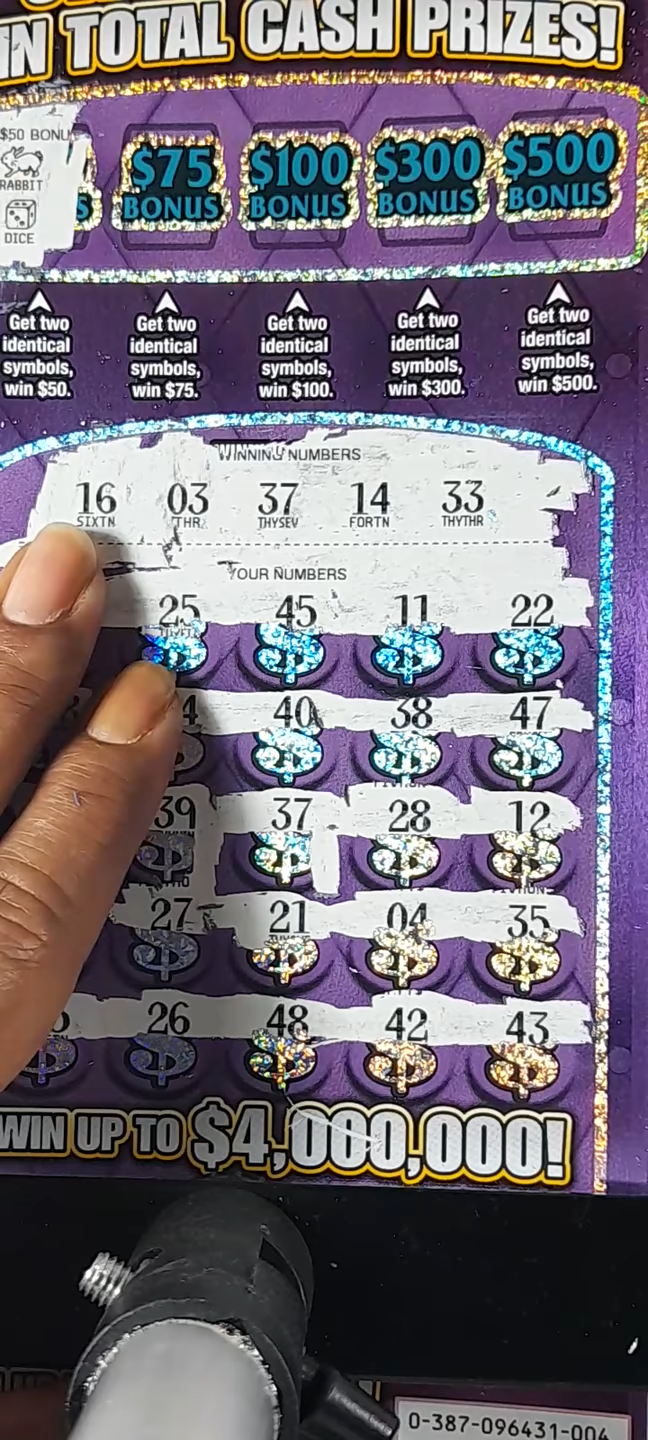 IN TOTAL CASH PRIZES!
$50 BONUS
RABBIT
DICE
$75 BONUS
$100 BONUS
$300 BONUS
$500 BONUS
Get two identical symbols, win $50.
Get two identical symbols, win $75.
Get two identical symbols, win $100.
Get two identical symbols, win $300.
Get two identical symbols, win $500.
WINNING NUMBERS
16 03 37 14 33
SIXTN THR THYSEV FORTN THYTHR
YOUR NUMBERS
25 45 11 22
40 38 47
39 37 28 12
27 21 04 35
26 48 42 43
WIN UP TO $4,000,000!
0-387-096431-004